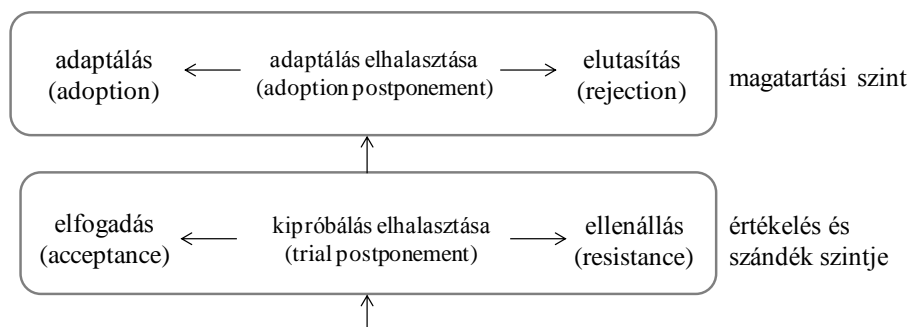 adaptálás
(adoption)
adaptálás elhalasztása
(adoption postponement)
elutasítás
(rejection)
magatartási szint
elfogadás
(acceptance)
kipróbálás elhalasztása
(trial postponement)
ellenállás
(resistance)
értékelés és
szándék szintje